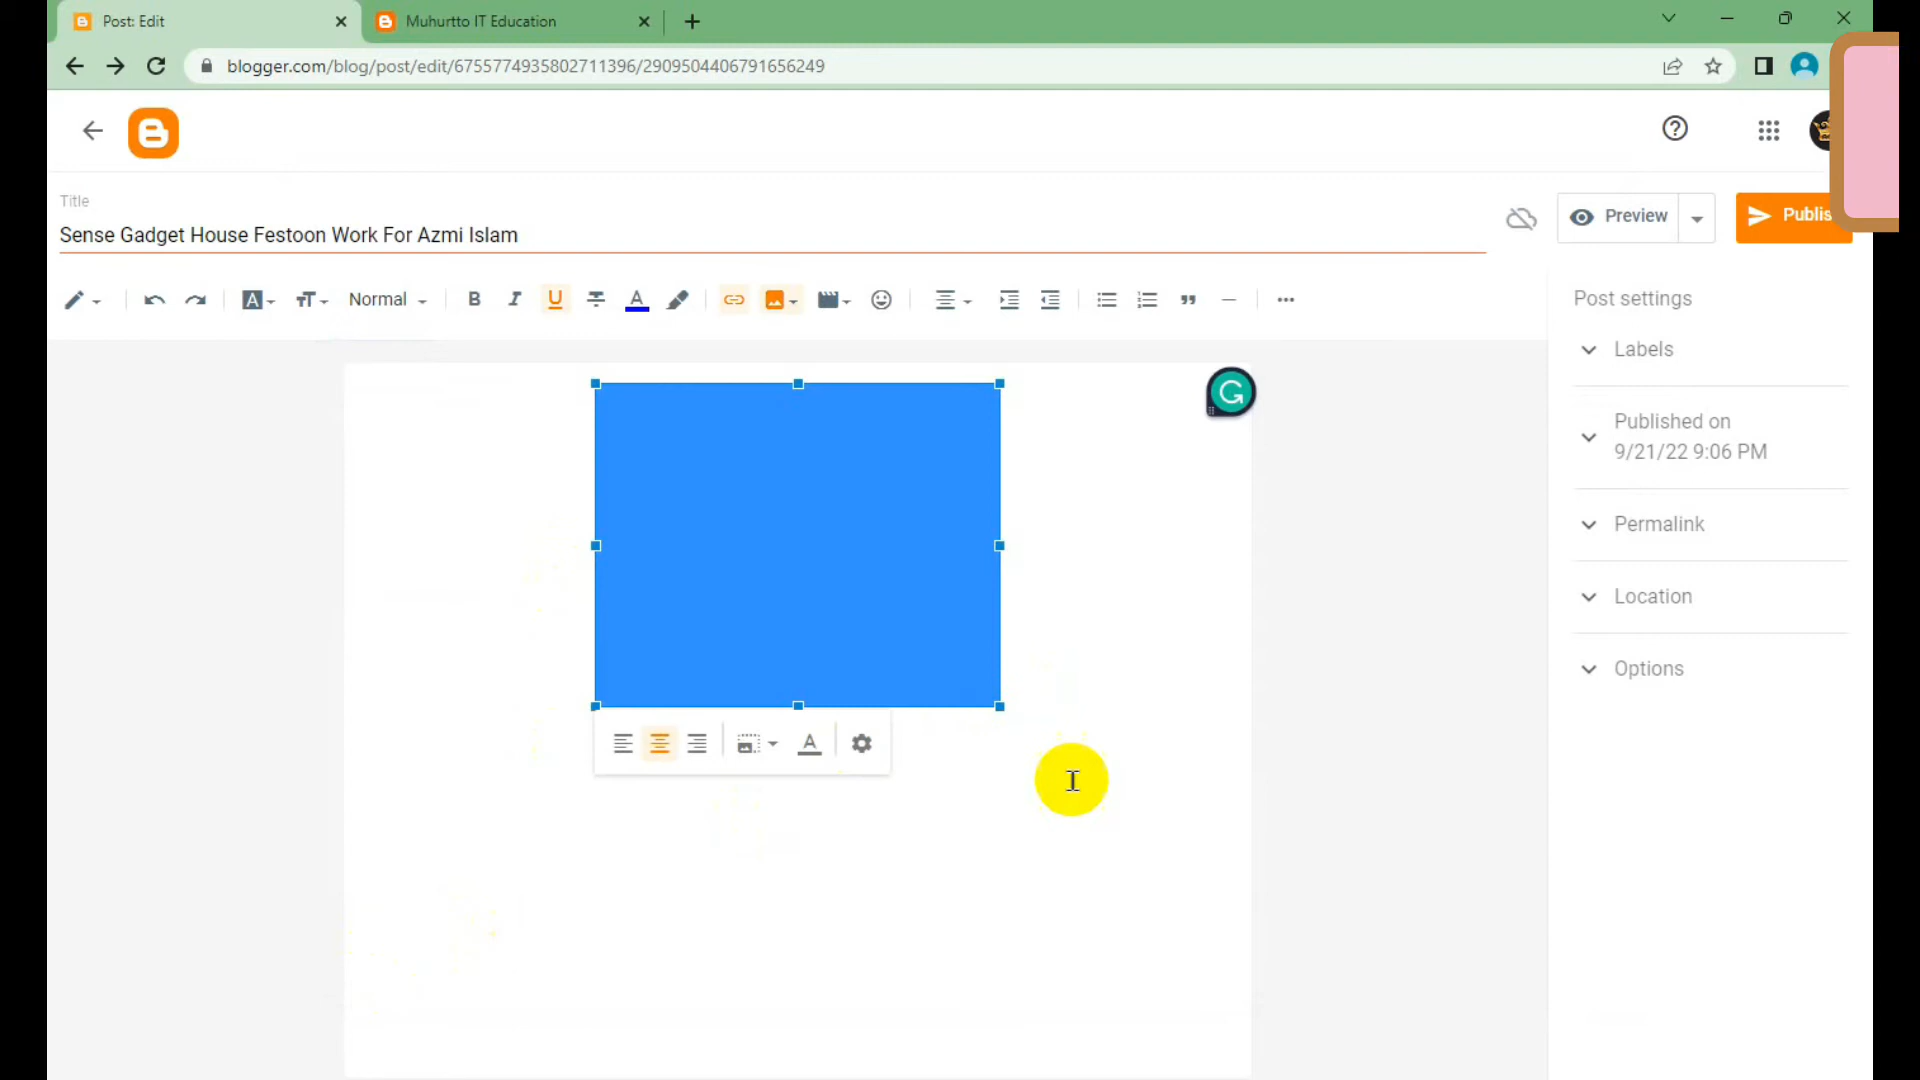 Post: Edit
Muhurtto IT Education
blogger.com/blog/post/edit/6755774935802711396/2909504406791656249
Title
Sense Gadget House Festoon Work For Azmi Islam
Preview
Publis
Normal
Post settings
Labels
Published on
9/21/22 9:06 PM
Permalink
Location
Options